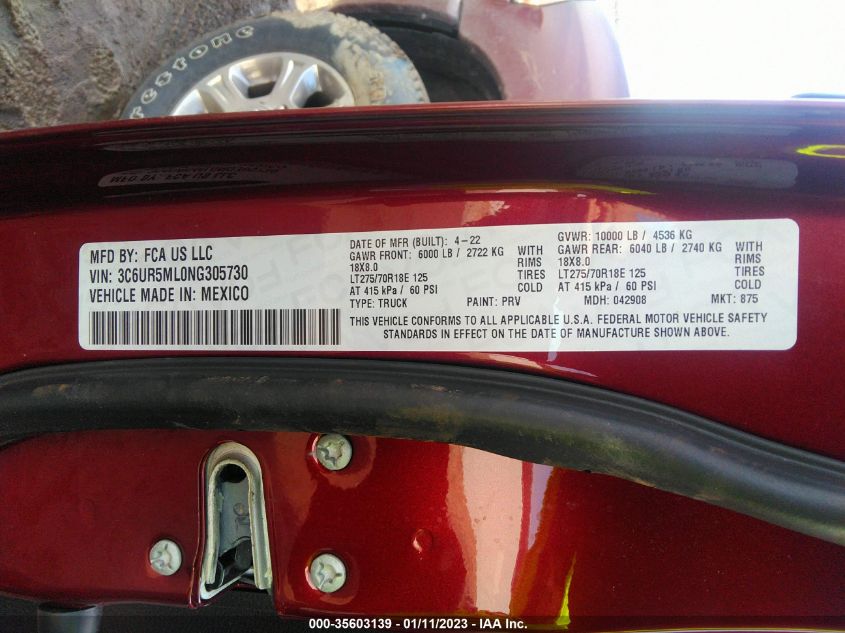 Firestone
MFD BY: FCA US LLC
VIN: 3C6UR5ML0NG305730
VEHICLE MADE IN: MEXICO
DATE OF MFR (BUILT): 4-22
GAWR FRONT: 6000 LB / 2722 KG WITH
18X8.0 RIMS
LT275/70R18E 125 TIRES
AT 415 kPa / 60 PSI COLD
TYPE: TRUCK PAINT: PRV
GVWR: 10000 LB / 4536 KG
GAWR REAR: 6040 LB / 2740 KG WITH
18X8.0 RIMS
LT275/70R18E 125 TIRES
AT 415 kPa / 60 PSI COLD
MDH: 042908 MKT: 875
THIS VEHICLE CONFORMS TO ALL APPLICABLE U.S.A. FEDERAL MOTOR VEHICLE SAFETY
STANDARDS IN EFFECT ON THE DATE OF MANUFACTURE SHOWN ABOVE.
000-35603139 - 01/11/2023 - IAA Inc.